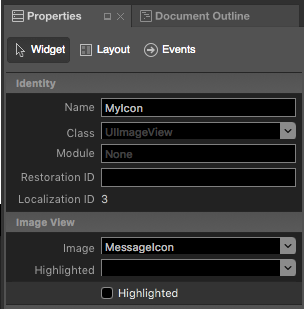 Properties
Document Outline
Widget Layout Events
Identity
Name MyIcon
Class UIImageView
Module None
Restoration ID
Localization ID 3
Image View
Image MessageIcon
Highlighted
Highlighted